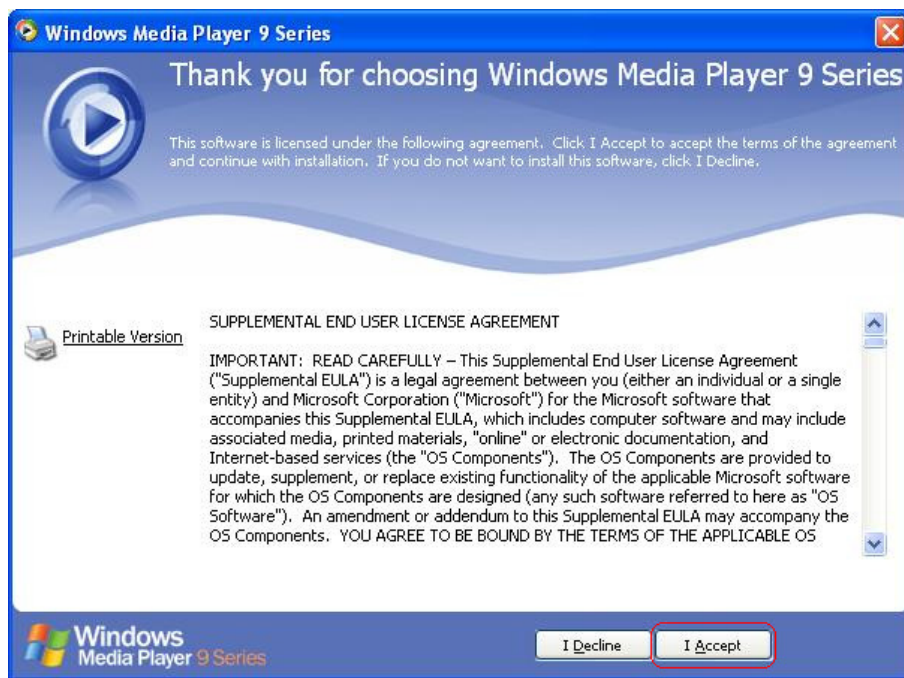 Windows Media Player 9 Series
Thank you for choosing Windows Media Player 9 Series
This software is licensed under the following agreement. Click I Accept to accept the terms of the agreement
and continue with installation. If you do not want to install this software, click I Decline.
Printable Version
SUPPLEMENTAL END USER LICENSE AGREEMENT
IMPORTANT: READ CAREFULLY – This Supplemental End User License Agreement
("Supplemental EULA") is a legal agreement between you (either an individual or a single
entity) and Microsoft Corporation ("Microsoft") for the Microsoft software that
accompanies this Supplemental EULA, which includes computer software and may include
associated media, printed materials, "online" or electronic documentation, and
Internet-based services (the "OS Components"). The OS Components are provided to
update, supplement, or replace existing functionality of the applicable Microsoft software
for which the OS Components are designed (any such software referred to here as "OS
Software"). An amendment or addendum to this Supplemental EULA may accompany the
OS Components. YOU AGREE TO BE BOUND BY THE TERMS OF THE APPLICABLE OS
Windows
Media Player 9 Series
I Decline
I Accept